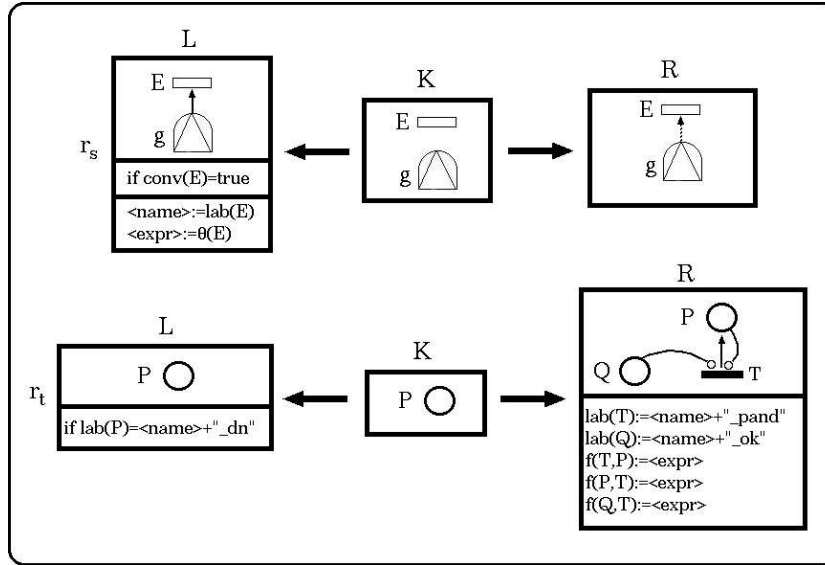 L
E
g
r_s
if conv(E)=true
<name>:=lab(E)
<expr>:=θ(E)
K
E
g
R
E
g
L
P
r_t
if lab(P)=<name>+"_dn"
K
P
R
P
Q
T
lab(T):=<name>+"_pand"
lab(Q):=<name>+"_ok"
f(T,P):=<expr>
f(P,T):=<expr>
f(Q,T):=<expr>